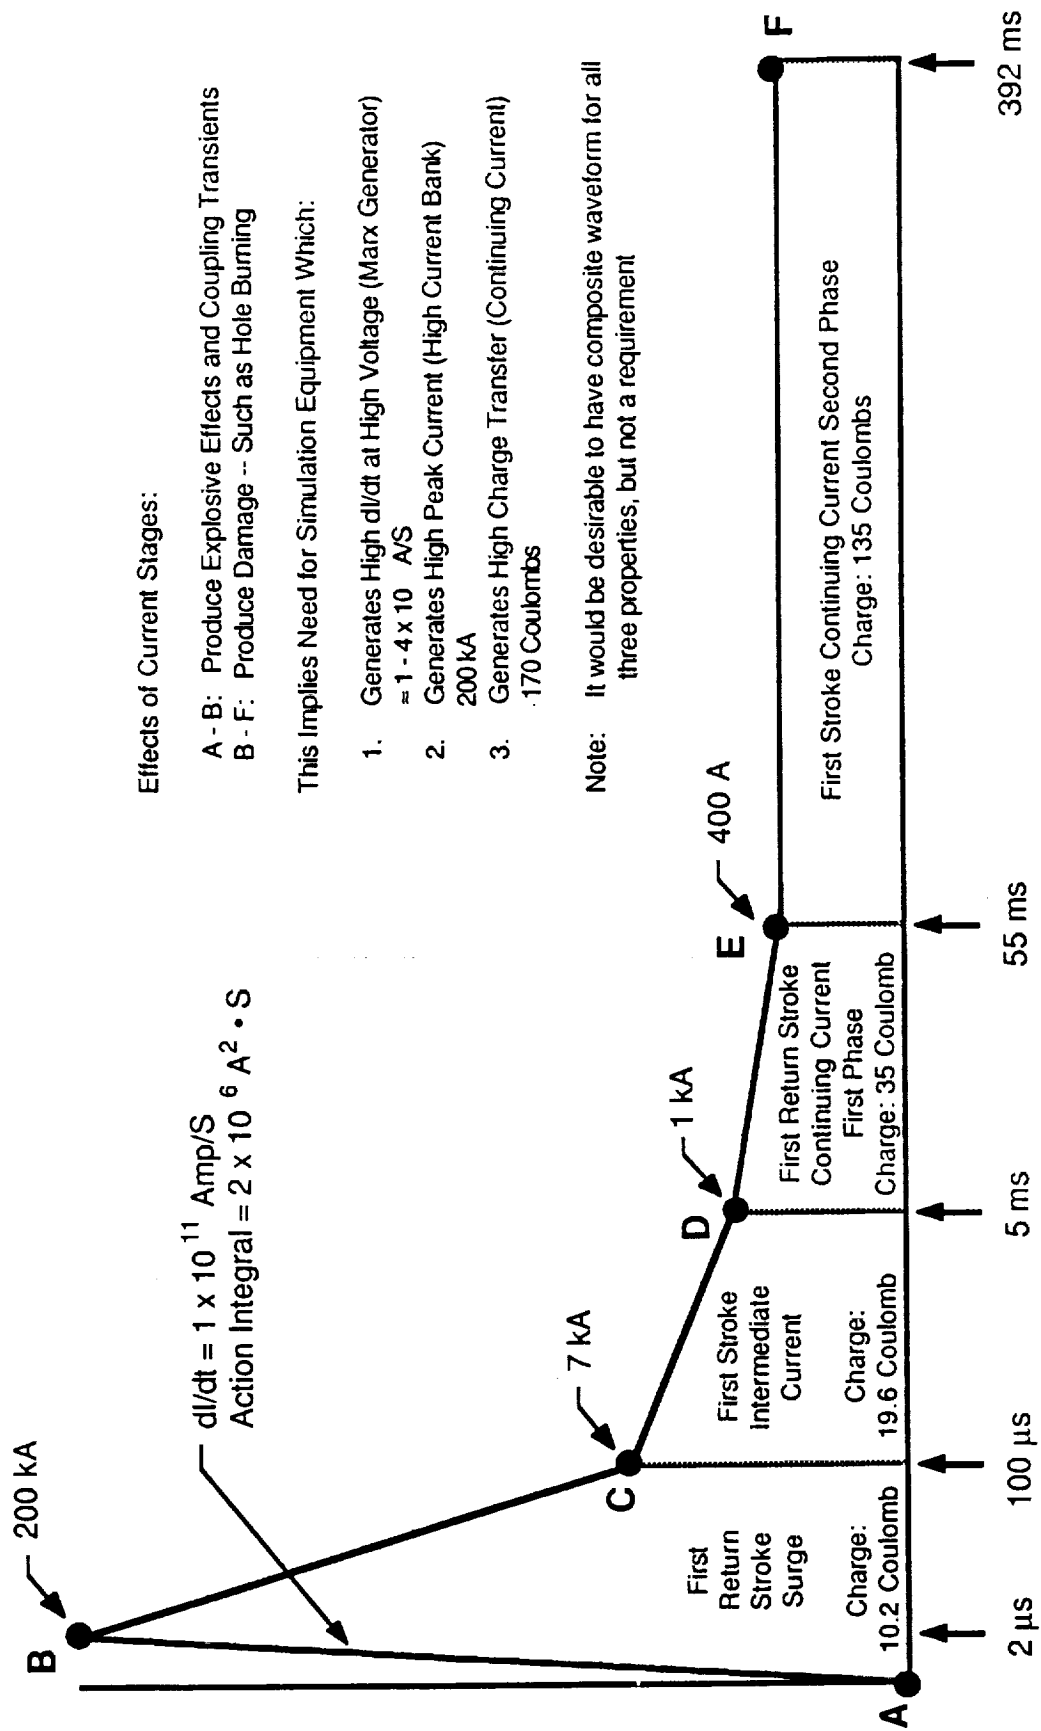 B
200 kA
dI/dt = 1 x 10 11 Amp/S
Action Integral = 2 x 10 6 A2 • S
Effects of Current Stages:
A - B: Produce Explosive Effects and Coupling Transients
B - F: Produce Damage -- Such as Hole Burning
This Implies Need for Simulation Equipment Which:
1. Generates High dI/dt at High Voltage (Marx Generator)
≈ 1 - 4 x 10 A/S
2. Generates High Peak Current (High Current Bank)
200 kA
3. Generates High Charge Transfer (Continuing Current)
170 Coulombs
Note: It would be desirable to have composite waveform for all
three properties, but not a requirement
C
7 kA
D
1 kA
E
400 A
F
First
Return
Stroke
Surge
Charge:
10.2 Coulomb
First Stroke
Intermediate
Current
Charge:
19.6 Coulomb
First Return Stroke
Continuing Current
First Phase
Charge: 35 Coulomb
First Stroke Continuing Current Second Phase
Charge: 135 Coulombs
A
2 µs
100 µs
5 ms
55 ms
392 ms